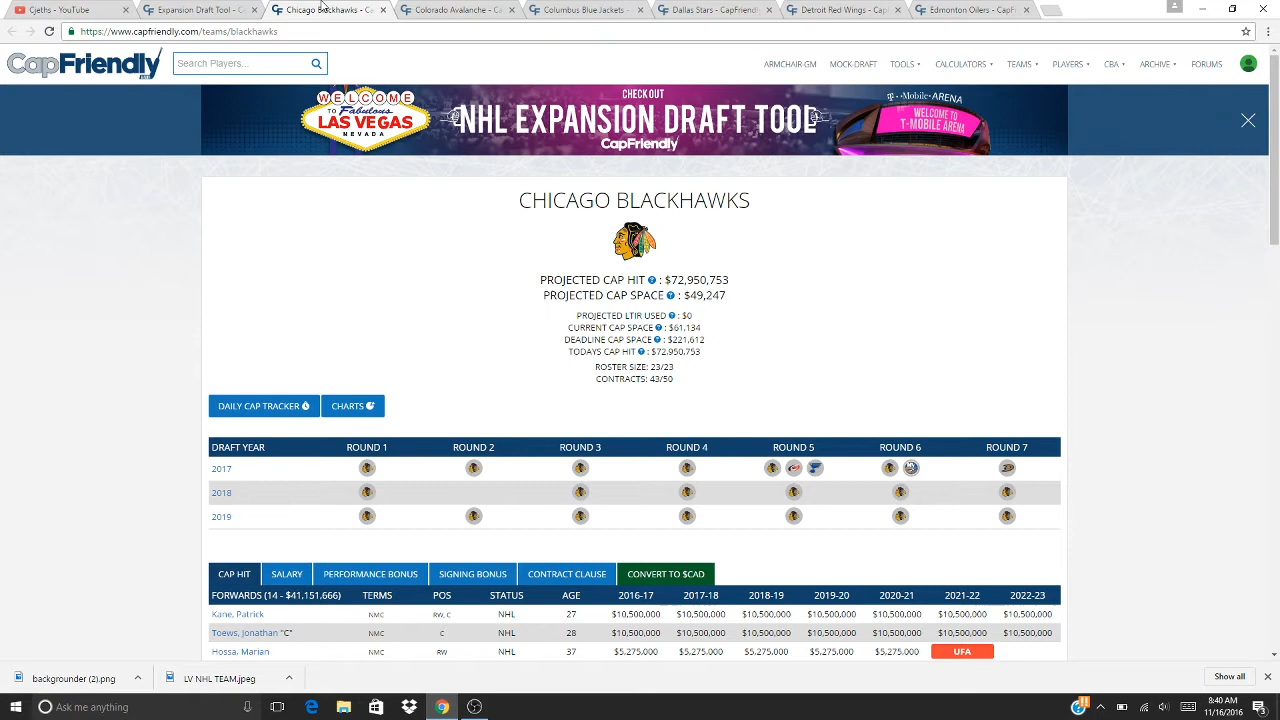 Cjeths - YouTube × Expansion Draft Tool - C × Chicago Blackhawks - Ca × Colorado Avalanche - Ca × Columbus Blue Jackets - × Dallas Stars - CapFriendl × Detroit Red Wings - Capf × Edmonton Oilers - CapF ×
https://www.capfriendly.com/teams/blackhawks
CapFriendly Search Players... ARMCHAIR-GM MOCK-DRAFT TOOLS CALCULATORS TEAMS PLAYERS CBA ARCHIVE FORUMS
WELCOME TO Fabulous LAS VEGAS NEVADA
CHECK OUT
NHL EXPANSION DRAFT TOOL
CapFriendly
T··Mobile·ARENA
WELCOME TO T-MOBILE ARENA
CHICAGO BLACKHAWKS
PROJECTED CAP HIT ? : $72,950,753
PROJECTED CAP SPACE ? : $49,247
PROJECTED LTIR USED ? : $0
CURRENT CAP SPACE ? : $61,134
DEADLINE CAP SPACE ? : $221,612
TODAYS CAP HIT ? : $72,950,753
ROSTER SIZE: 23/23
CONTRACTS: 43/50
DAILY CAP TRACKER CHARTS
DRAFT YEAR ROUND 1 ROUND 2 ROUND 3 ROUND 4 ROUND 5 ROUND 6 ROUND 7
2017
2018
2019
CAP HIT SALARY PERFORMANCE BONUS SIGNING BONUS CONTRACT CLAUSE CONVERT TO $CAD
FORWARDS (14 - $41,151,666) TERMS POS STATUS AGE 2016-17 2017-18 2018-19 2019-20 2020-21 2021-22 2022-23
Kane, Patrick NMC RW, C NHL 27 $10,500,000 $10,500,000 $10,500,000 $10,500,000 $10,500,000 $10,500,000 $10,500,000
Toews, Jonathan "C" NMC C NHL 28 $10,500,000 $10,500,000 $10,500,000 $10,500,000 $10,500,000 $10,500,000 $10,500,000
Hossa, Marian NMC RW NHL 37 $5,275,000 $5,275,000 $5,275,000 $5,275,000 $5,275,000 UFA
backgrounder (2).png LV NHL TEAM.jpeg Show all ×
Ask me anything 8:40 AM
11/16/2016